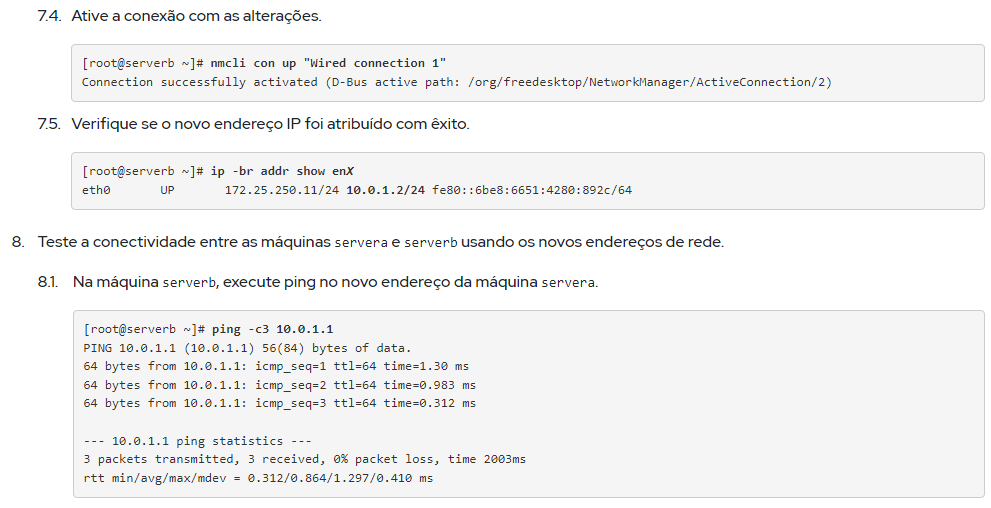 7.4. Ative a conexão com as alterações.
[root@serverb ~]# nmcli con up "Wired connection 1"
Connection successfully activated (D-Bus active path: /org/freedesktop/NetworkManager/ActiveConnection/2)
7.5. Verifique se o novo endereço IP foi atribuído com êxito.
[root@serverb ~]# ip -br addr show enX
eth0       UP       172.25.250.11/24 10.0.1.2/24 fe80::6be8:6651:4280:892c/64
8. Teste a conectividade entre as máquinas servera e serverb usando os novos endereços de rede.
8.1. Na máquina serverb, execute ping no novo endereço da máquina servera.
[root@serverb ~]# ping -c3 10.0.1.1
PING 10.0.1.1 (10.0.1.1) 56(84) bytes of data.
64 bytes from 10.0.1.1: icmp_seq=1 ttl=64 time=1.30 ms
64 bytes from 10.0.1.1: icmp_seq=2 ttl=64 time=0.983 ms
64 bytes from 10.0.1.1: icmp_seq=3 ttl=64 time=0.312 ms
--- 10.0.1.1 ping statistics ---
3 packets transmitted, 3 received, 0% packet loss, time 2003ms
rtt min/avg/max/mdev = 0.312/0.864/1.297/0.410 ms